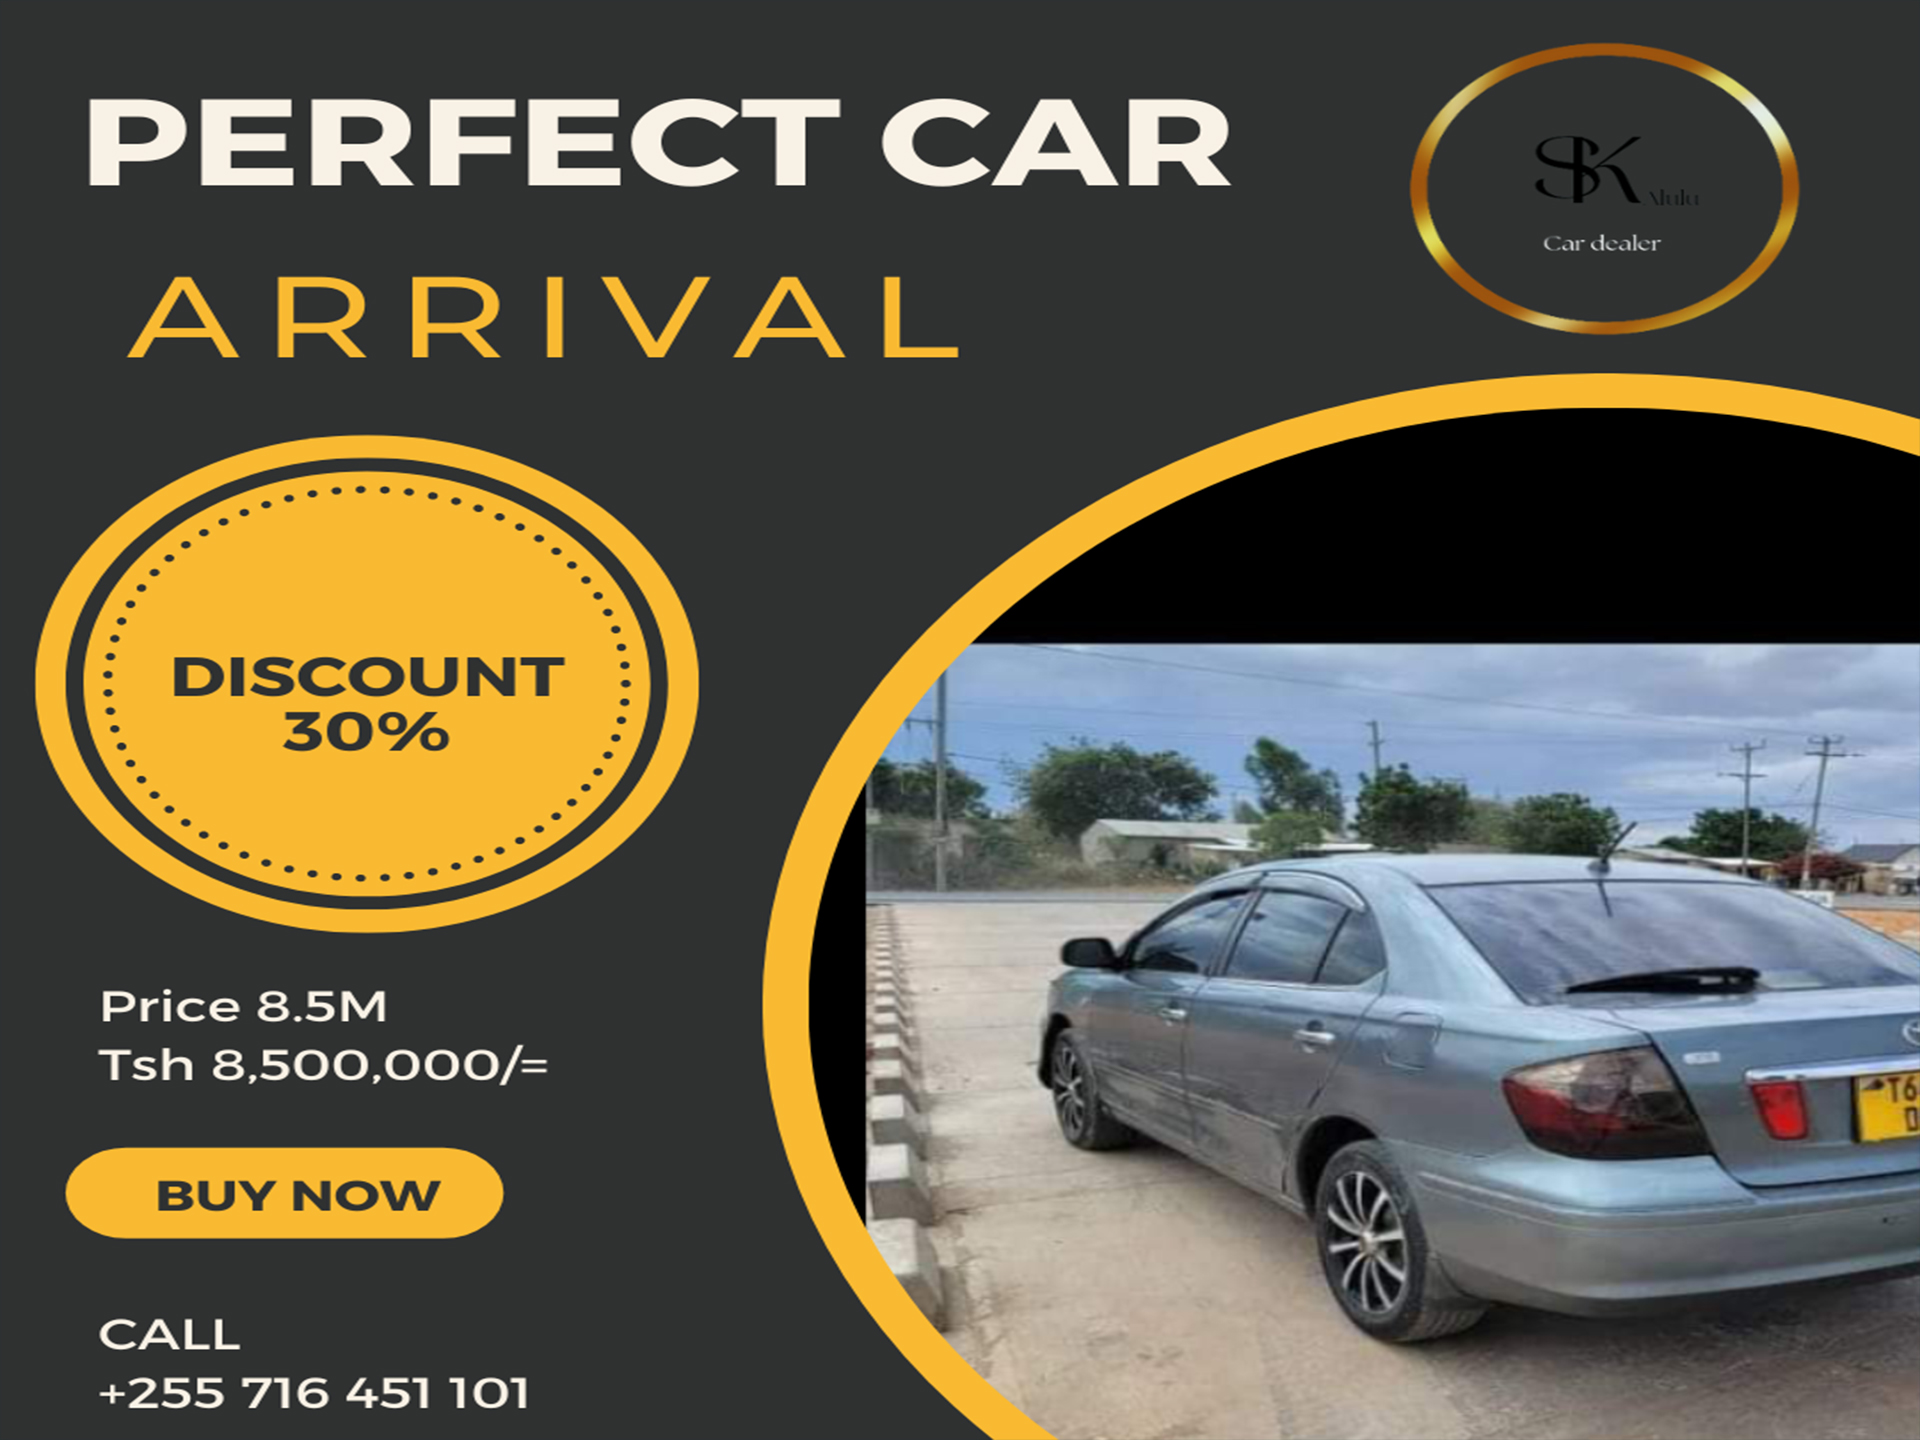 PERFECT CAR
ARRIVAL
SK
Car dealer
DISCOUNT
30%
Price 8.5M
Tsh 8,500,000/=
BUY NOW
CALL
+255 716 451 101
T6
D